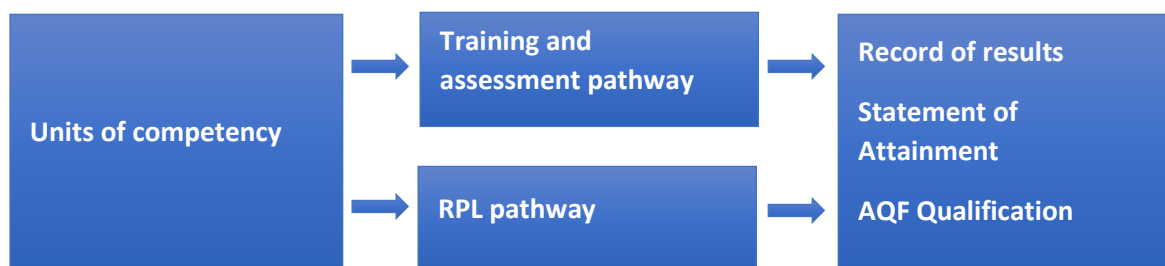 Units of competency
Training and
assessment pathway
RPL pathway
Record of results
Statement of
Attainment
AQF Qualification